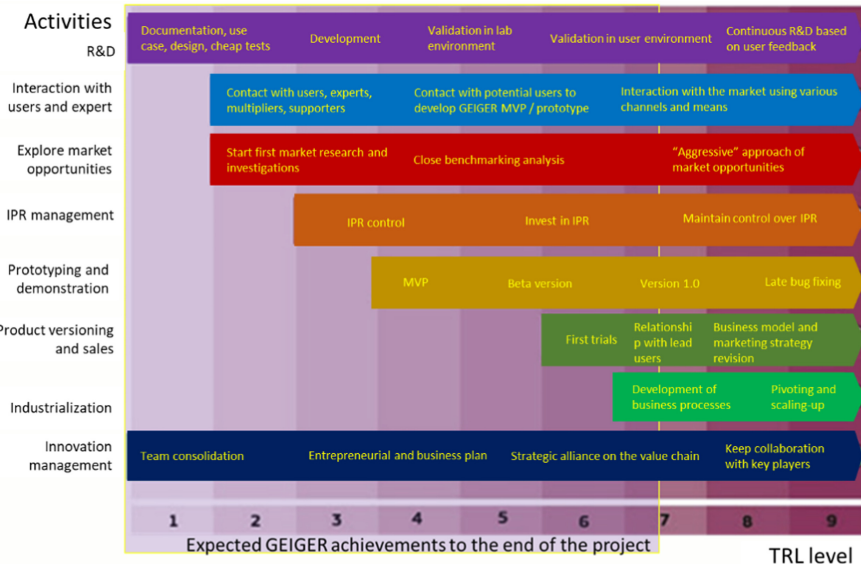 Activities
R&D
Documentation, use
case, design, cheap tests
Development
Validation in lab
environment
Validation in user environment
Continuous R&D based
on user feedback
Interaction with
users and expert
Contact with users, experts,
multipliers, supporters
Contact with potential users to
develop GEIGER MVP / prototype
Interaction with the market using various
channels and means
Explore market
opportunities
Start first market research and
investigations
Close benchmarking analysis
“Aggressive” approach of
market opportunities
IPR management
IPR control
Invest in IPR
Maintain control over IPR
Prototyping and
demonstration
MVP
Beta version
Version 1.0
Late bug fixing
Product versioning
and sales
First trials
Relationshi
p with lead
users
Business model and
marketing strategy
revision
Industrialization
Development of
business processes
Pivoting and
scaling-up
Innovation
management
Team consolidation
Entrepreneurial and business plan
Strategic alliance on the value chain
Keep collaboration
with key players
1 2 3 4 5 6 7 8 9
Expected GEIGER achievements to the end of the project
TRL level